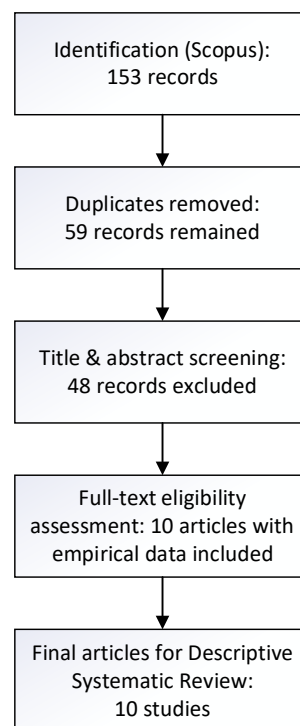 Identification (Scopus):
153 records
Duplicates removed:
59 records remained
Title & abstract screening:
48 records excluded
Full-text eligibility
assessment: 10 articles with
empirical data included
Final articles for Descriptive
Systematic Review:
10 studies